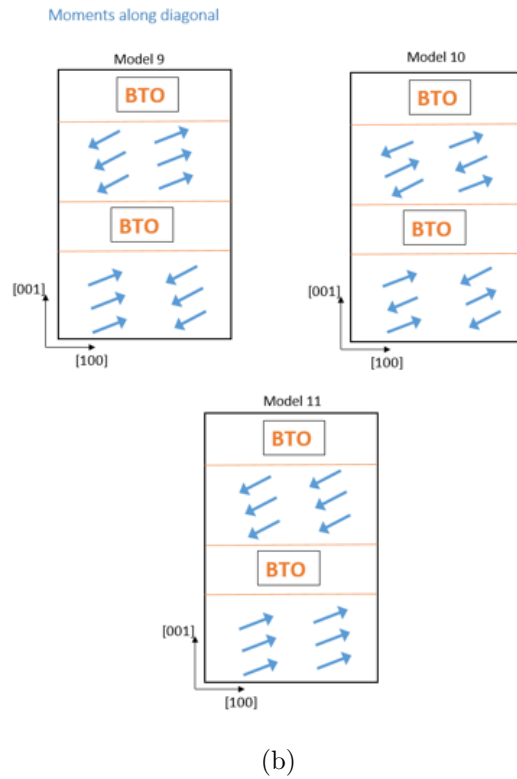 Moments along diagonal
Model 9
BTO
BTO
[001]
[100]
Model 10
BTO
BTO
[001]
[100]
Model 11
BTO
BTO
[001]
[100]
(b)